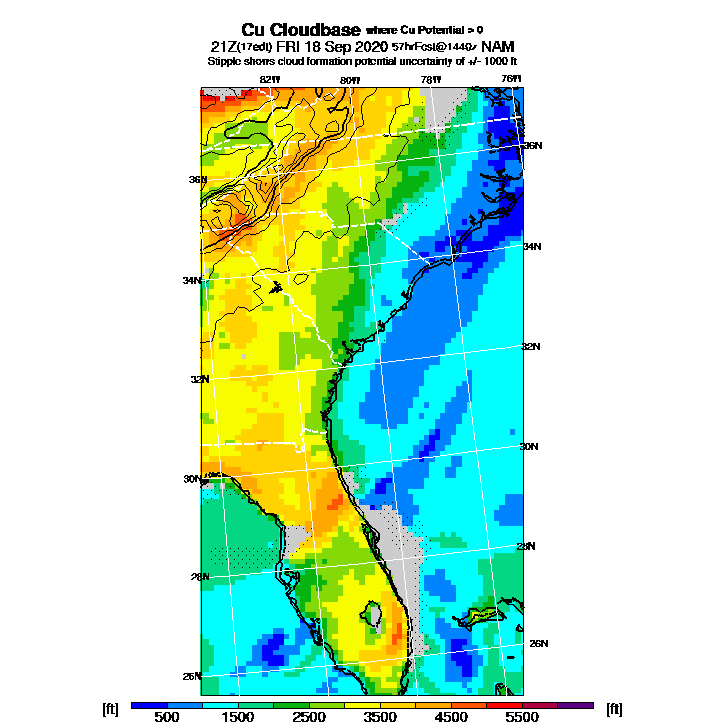 Cu Cloudbase where Cu Potential > 0
21Z(17edt) FRI 18 Sep 2020 57hrFcst@1449z NAM
Stipple shows cloud formation potential uncertainty of +/- 1000 ft
82W 80W 78W 76W
36N
36N
34N
34N
32N
32N
30N
30N
28N
28N
26N
26N
[ft] [ft]
500 1500 2500 3500 4500 5500